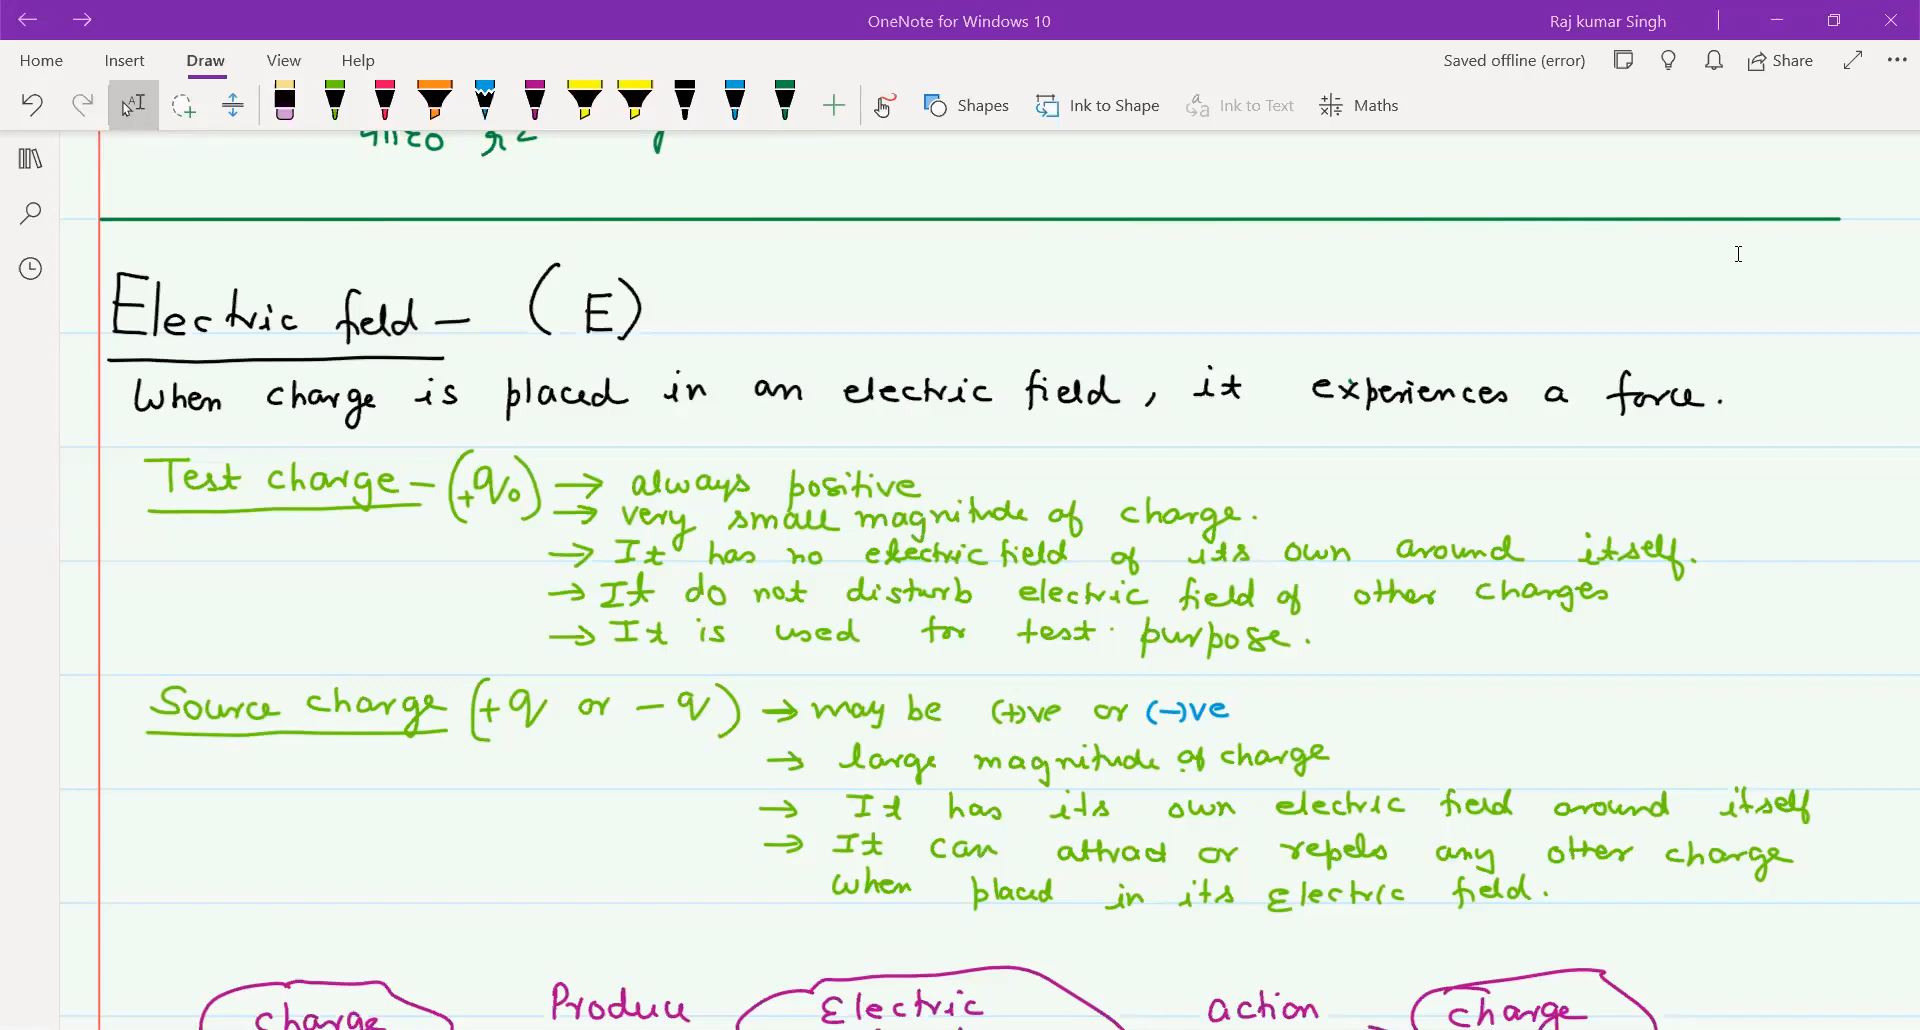 OneNote for Windows 10
Raj kumar Singh
Home Insert Draw View Help
Saved offline (error)
Share
Shapes
Ink to Shape
Ink to Text
Maths
Electric field – (E)
When charge is placed in an electric field, it experiences a force.
Test charge – (+q₀) → always positive
→ very small magnitude of charge.
→ It has no electric field of its own around itself.
→ It do not disturb electric field of other charges
→ It is used for test purpose.
Source charge (+q or –q) → may be (+)ve or (–)ve
→ large magnitude of charge
→ It has its own electric field around itself
→ It can attract or repels any other charge
when placed in its Electric field.
Charge Produce Electric action Charge